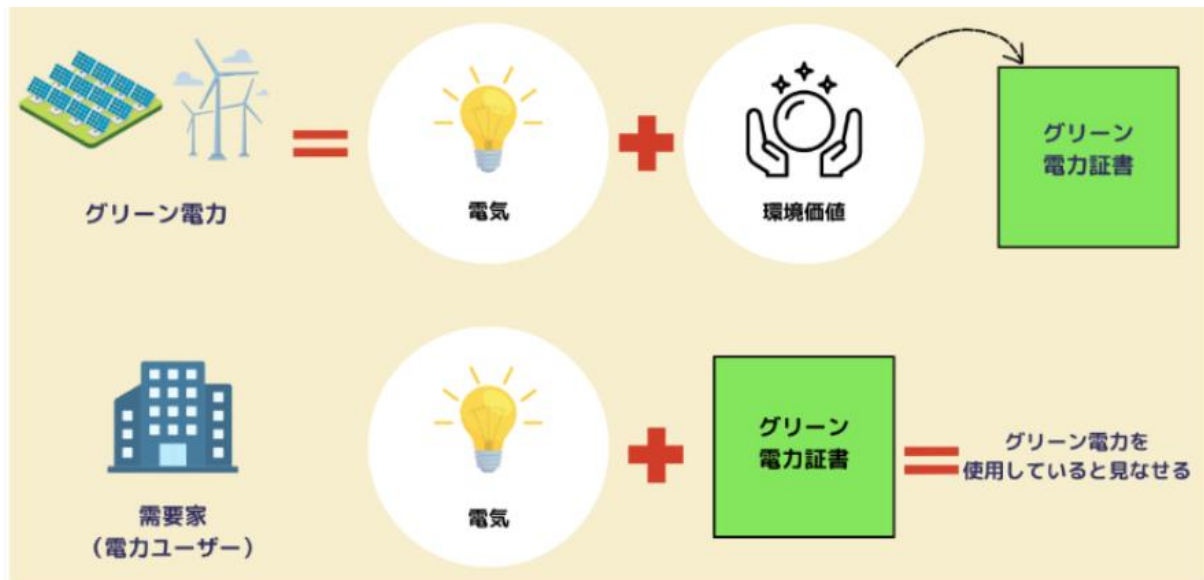 グリーン電力
電気
環境価値
グリーン
電力証書
需要家
（電力ユーザー）
電気
グリーン
電力証書
グリーン電力を
使用していると見なせる